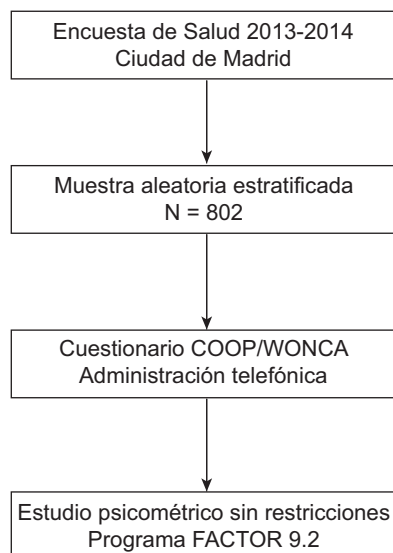 Encuesta de Salud 2013-2014
Ciudad de Madrid
Muestra aleatoria estratificada
N = 802
Cuestionario COOP/WONCA
Administración telefónica
Estudio psicométrico sin restricciones
Programa FACTOR 9.2